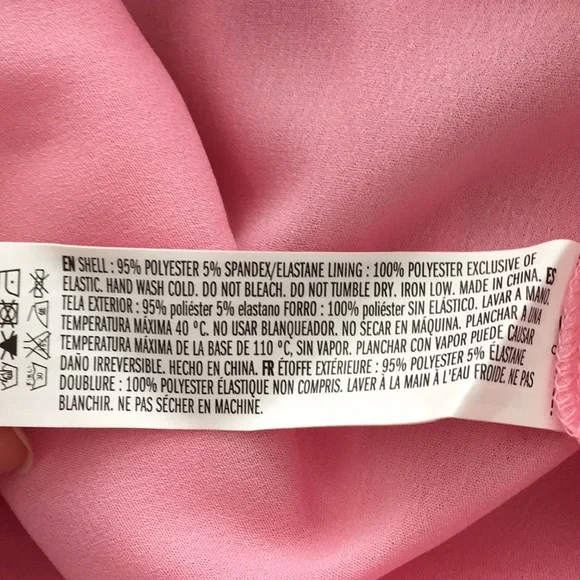 EN SHELL : 95% POLYESTER 5% SPANDEX/ELASTANE LINING : 100% POLYESTER EXCLUSIVE OF
ELASTIC. HAND WASH COLD. DO NOT BLEACH. DO NOT TUMBLE DRY. IRON LOW. MADE IN CHINA. ES
TELA EXTERIOR : 95% poliéster 5% elastano FORRO : 100% poliéster SIN ELÁSTICO. LAVAR A MANO.
TEMPERATURA MÁXIMA 40 ºC. NO USAR BLANQUEADOR. NO SECAR EN MÁQUINA. PLANCHAR A UNA
TEMPERATURA MÁXIMA DE LA BASE DE 110 ºC, SIN VAPOR. PLANCHAR CON VAPOR PUEDE CAUSAR
DAÑO IRREVERSIBLE. HECHO EN CHINA. FR ÉTOFFE EXTÉRIEURE : 95% POLYESTER 5% ÉLASTANE
DOUBLURE : 100% POLYESTER ÉLASTIQUE NON COMPRIS. LAVER À LA MAIN À L'EAU FROIDE. NE PAS
BLANCHIR. NE PAS SÉCHER EN MACHINE.